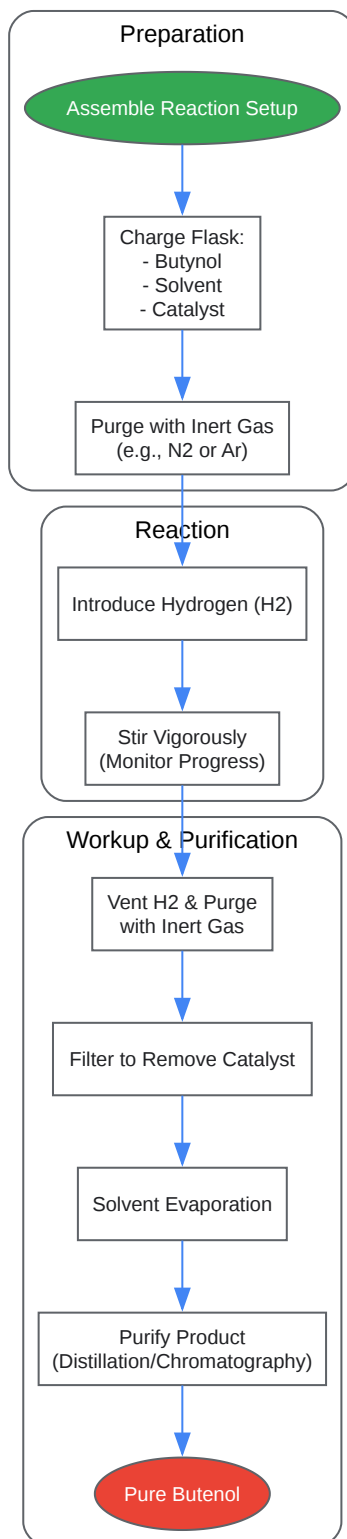 Preparation
Assemble Reaction Setup
Charge Flask:
- Butynol
- Solvent
- Catalyst
Purge with Inert Gas
(e.g., N2 or Ar)
Reaction
Introduce Hydrogen (H2)
Stir Vigorously
(Monitor Progress)
Workup & Purification
Vent H2 & Purge
with Inert Gas
Filter to Remove Catalyst
Solvent Evaporation
Purify Product
(Distillation/Chromatography)
Pure Butenol